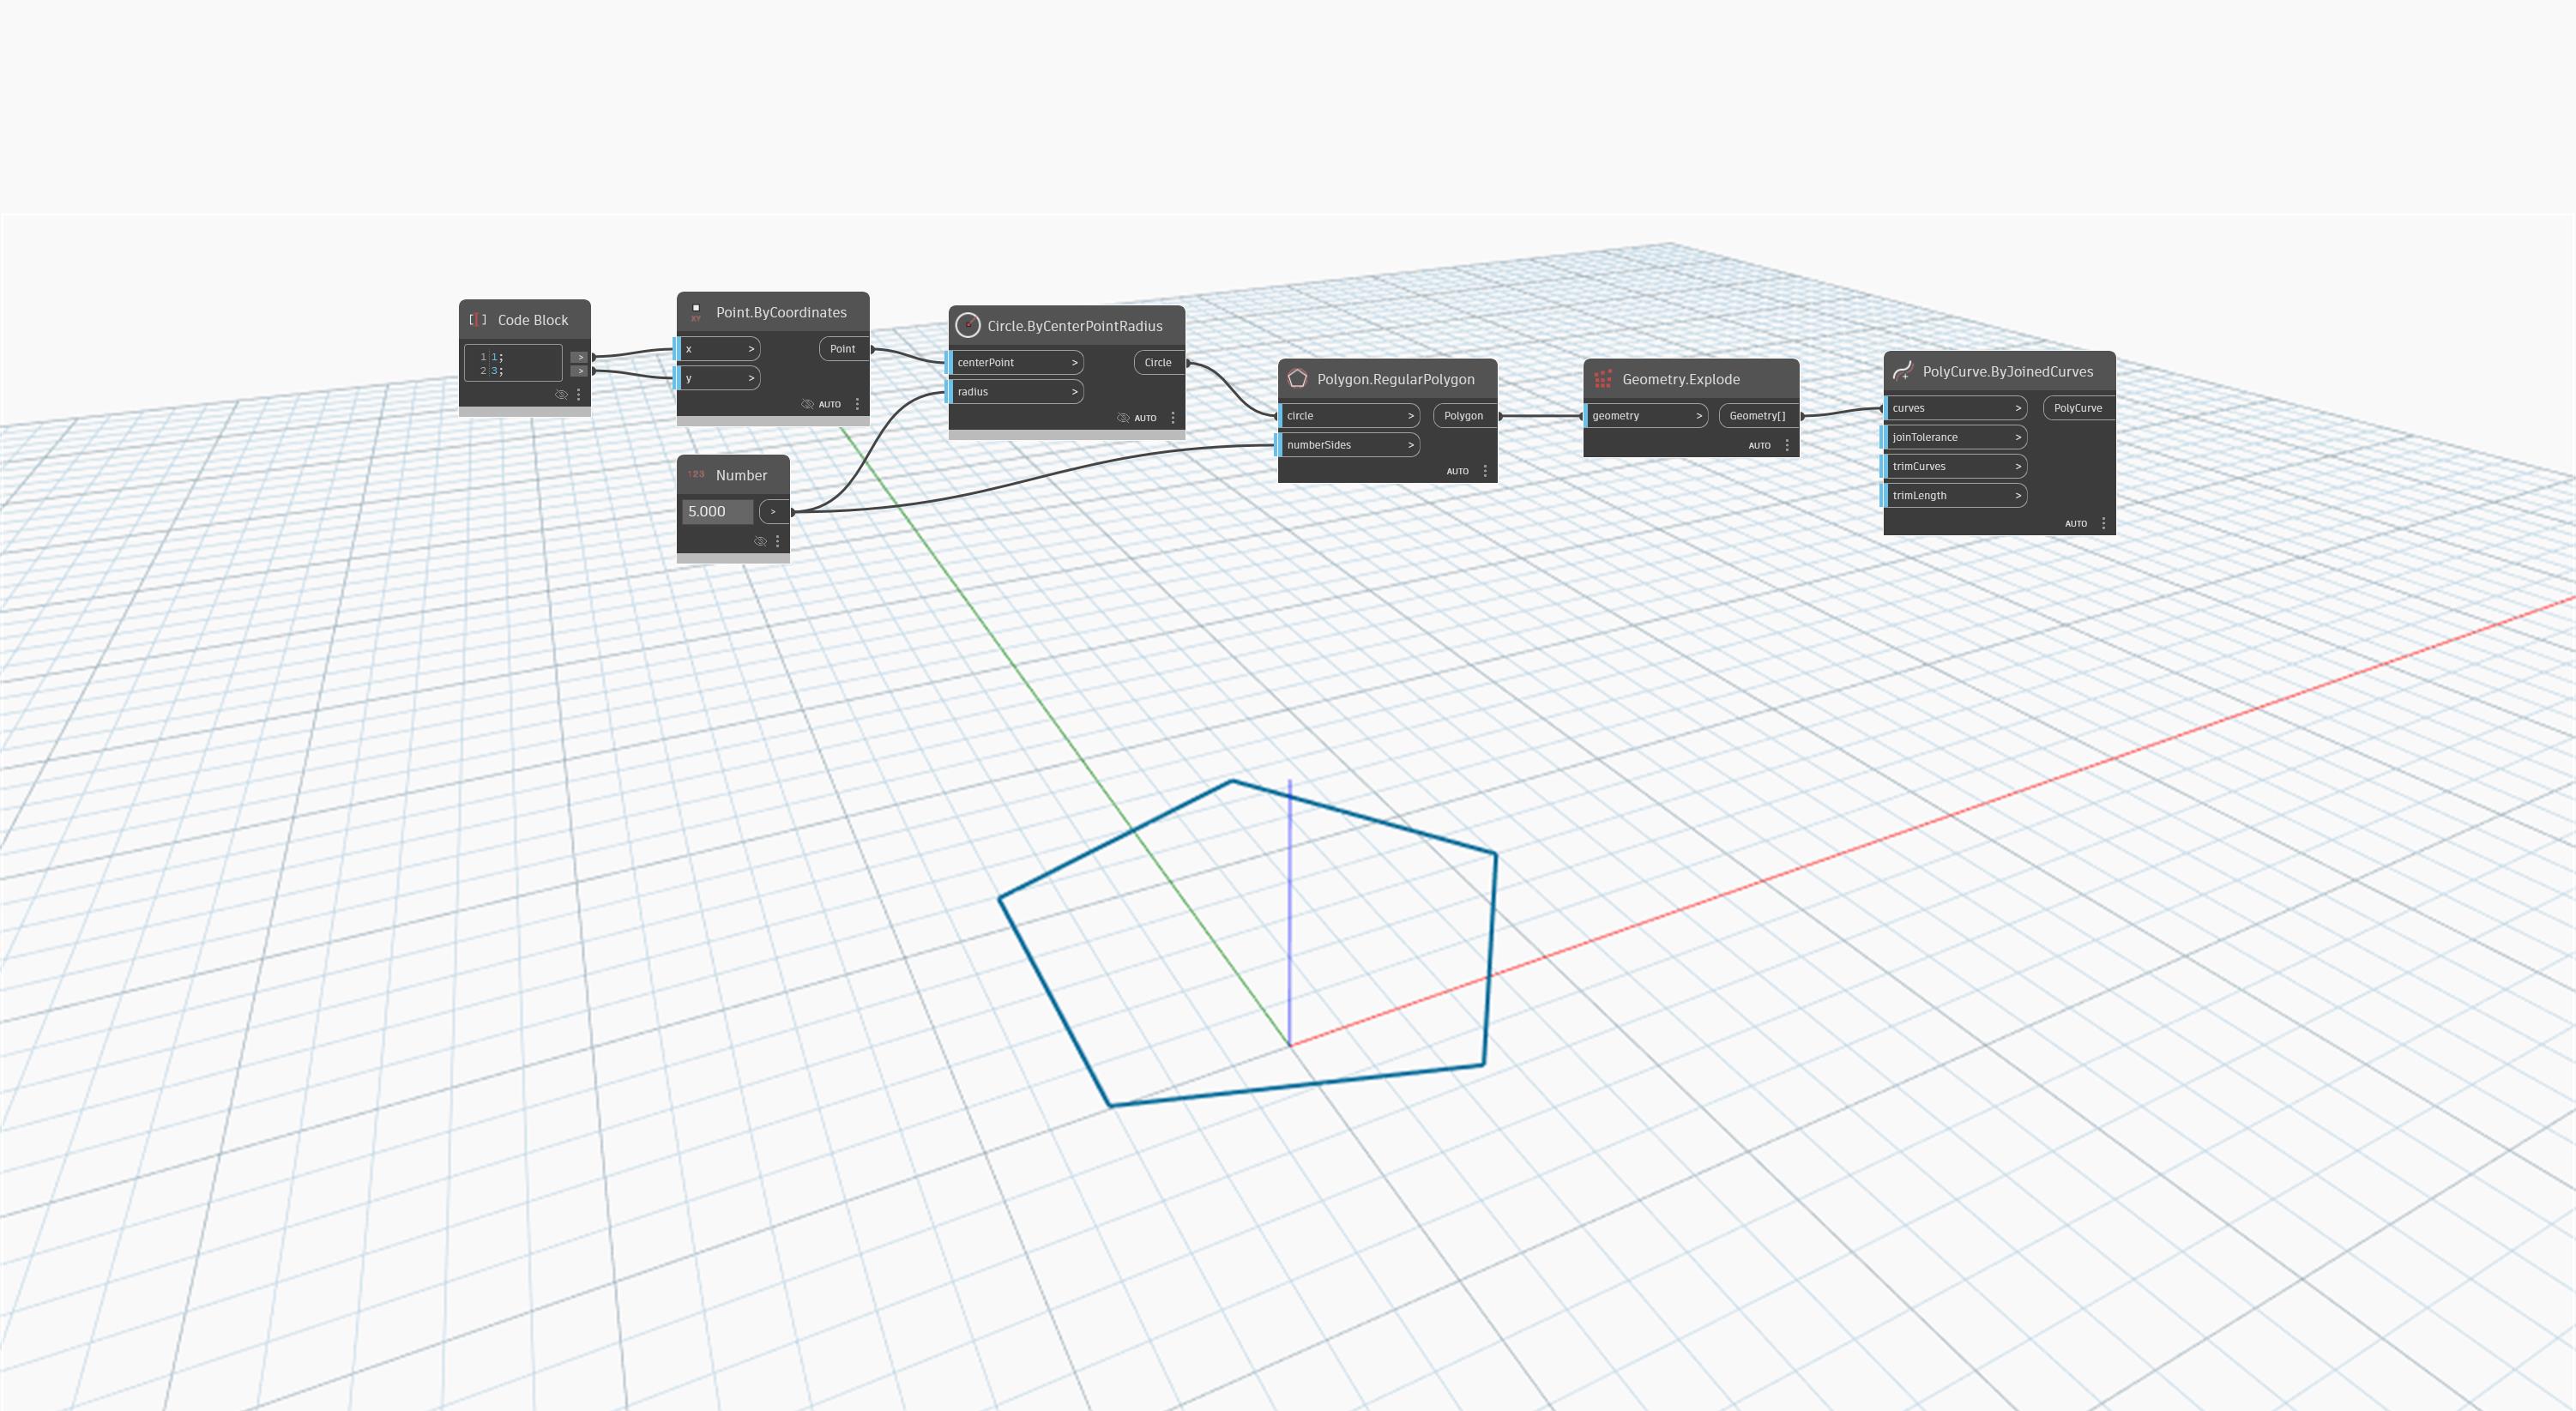 Code Block
1 1; >
2 3; >
Point.ByCoordinates
x > Point
y >
AUTO
XY
Number
123
5.000 >
Circle.ByCenterPointRadius
centerPoint > Circle
radius >
AUTO
Polygon.RegularPolygon
circle > Polygon
numberSides >
AUTO
Geometry.Explode
geometry > Geometry[]
AUTO
PolyCurve.ByJoinedCurves
curves > PolyCurve
joinTolerance >
trimCurves >
trimLength >
AUTO